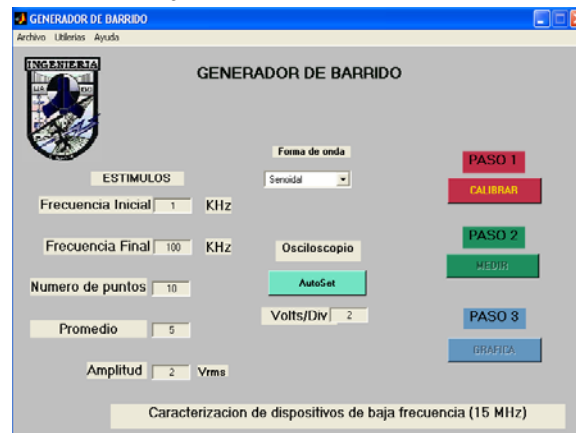 GENERADOR DE BARRIDO
Archivo Utilerias Ayuda
INGENIERIA
GENERADOR DE BARRIDO
Forma de onda
Senoidal
ESTIMULOS
Frecuencia Inicial 1 KHz
Frecuencia Final 100 KHz
Numero de puntos 10
Promedio 5
Amplitud 2 Vrms
Osciloscopio
AutoSet
Volts/Div 2
PASO 1
CALIBRAR
PASO 2
MEDIR
PASO 3
GRAFICA
Caracterizacion de dispositivos de baja frecuencia (15 MHz)